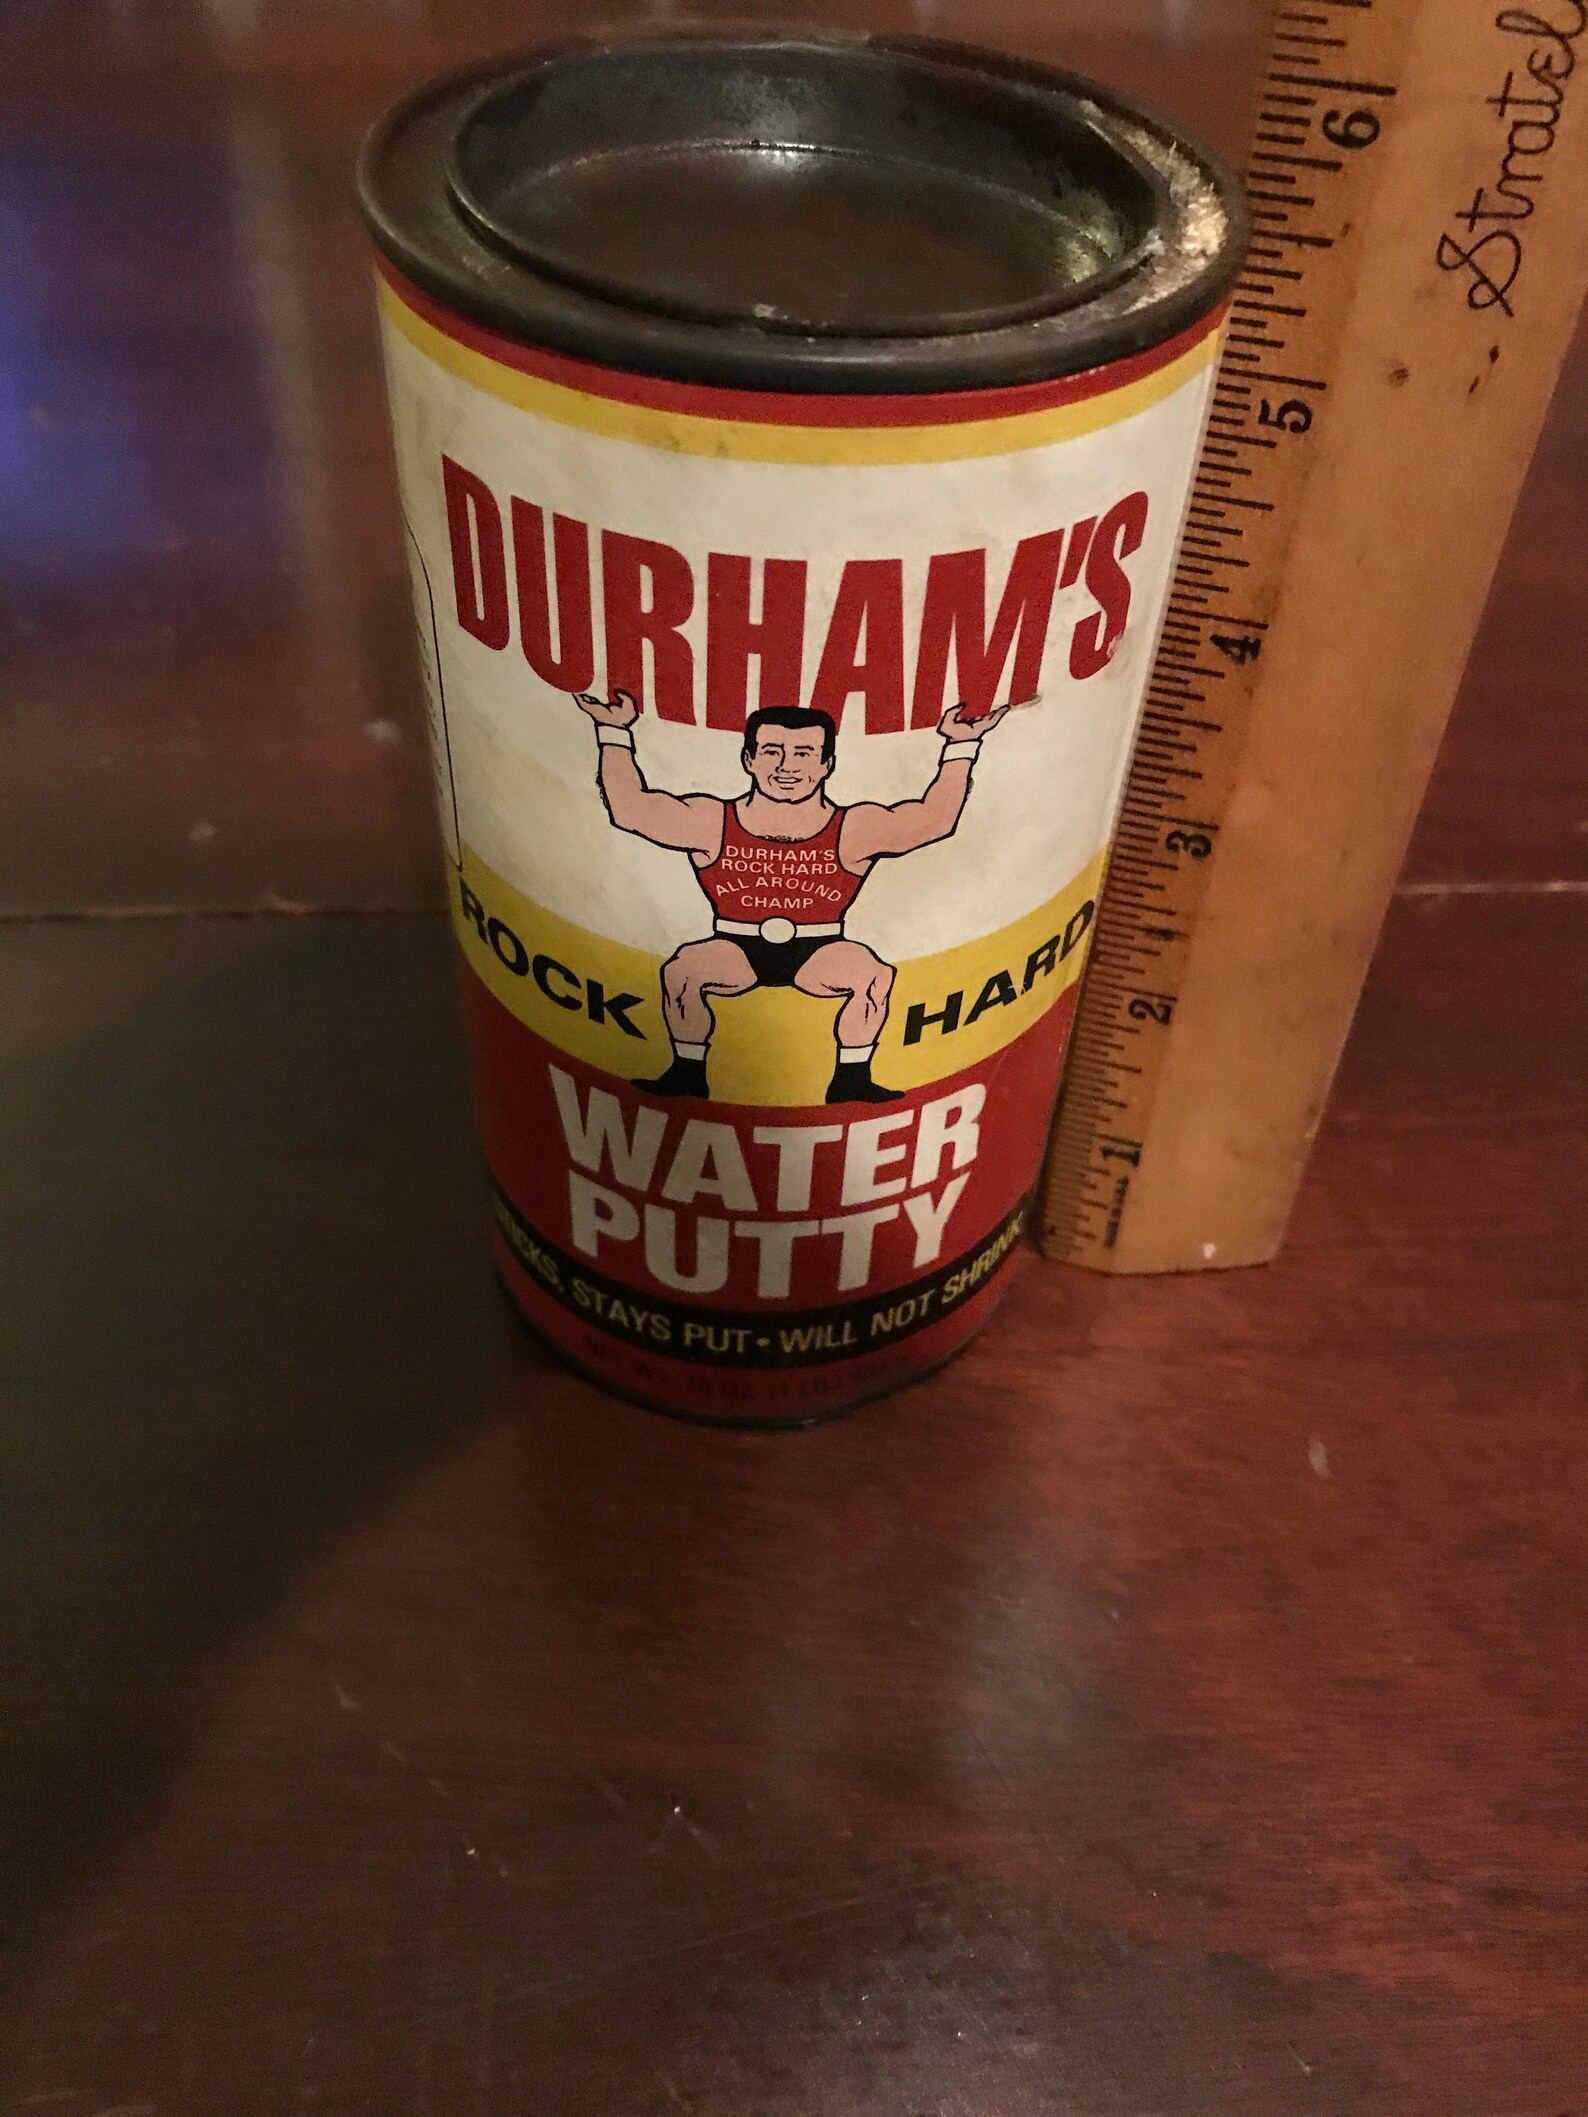 DURHAM'S
DURHAM'S
ROCK HARD
ALL AROUND
CHAMP
ROCK HARD
WATER
PUTTY
STAYS PUT • WILL NOT SHRINK
6
5
4
3
2
1